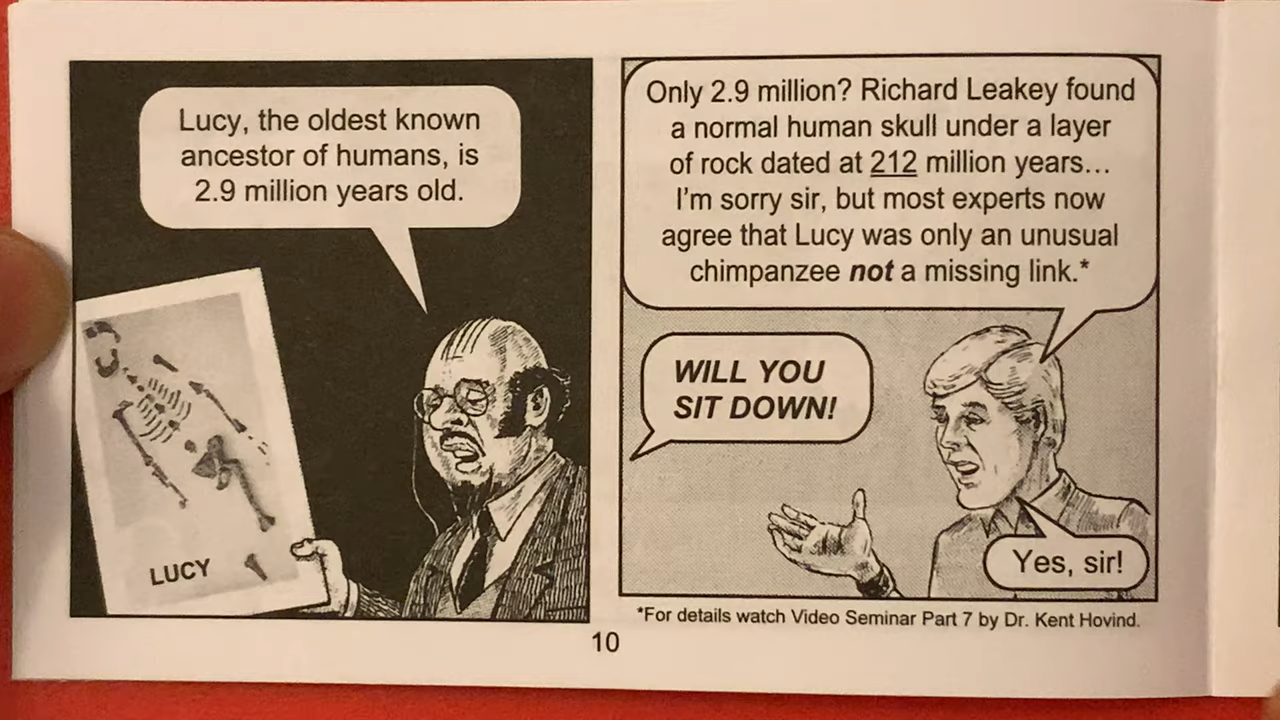 Lucy, the oldest known
ancestor of humans, is
2.9 million years old.
LUCY
Only 2.9 million? Richard Leakey found
a normal human skull under a layer
of rock dated at 212 million years...
I'm sorry sir, but most experts now
agree that Lucy was only an unusual
chimpanzee not a missing link.*
WILL YOU
SIT DOWN!
Yes, sir!
*For details watch Video Seminar Part 7 by Dr. Kent Hovind.
10